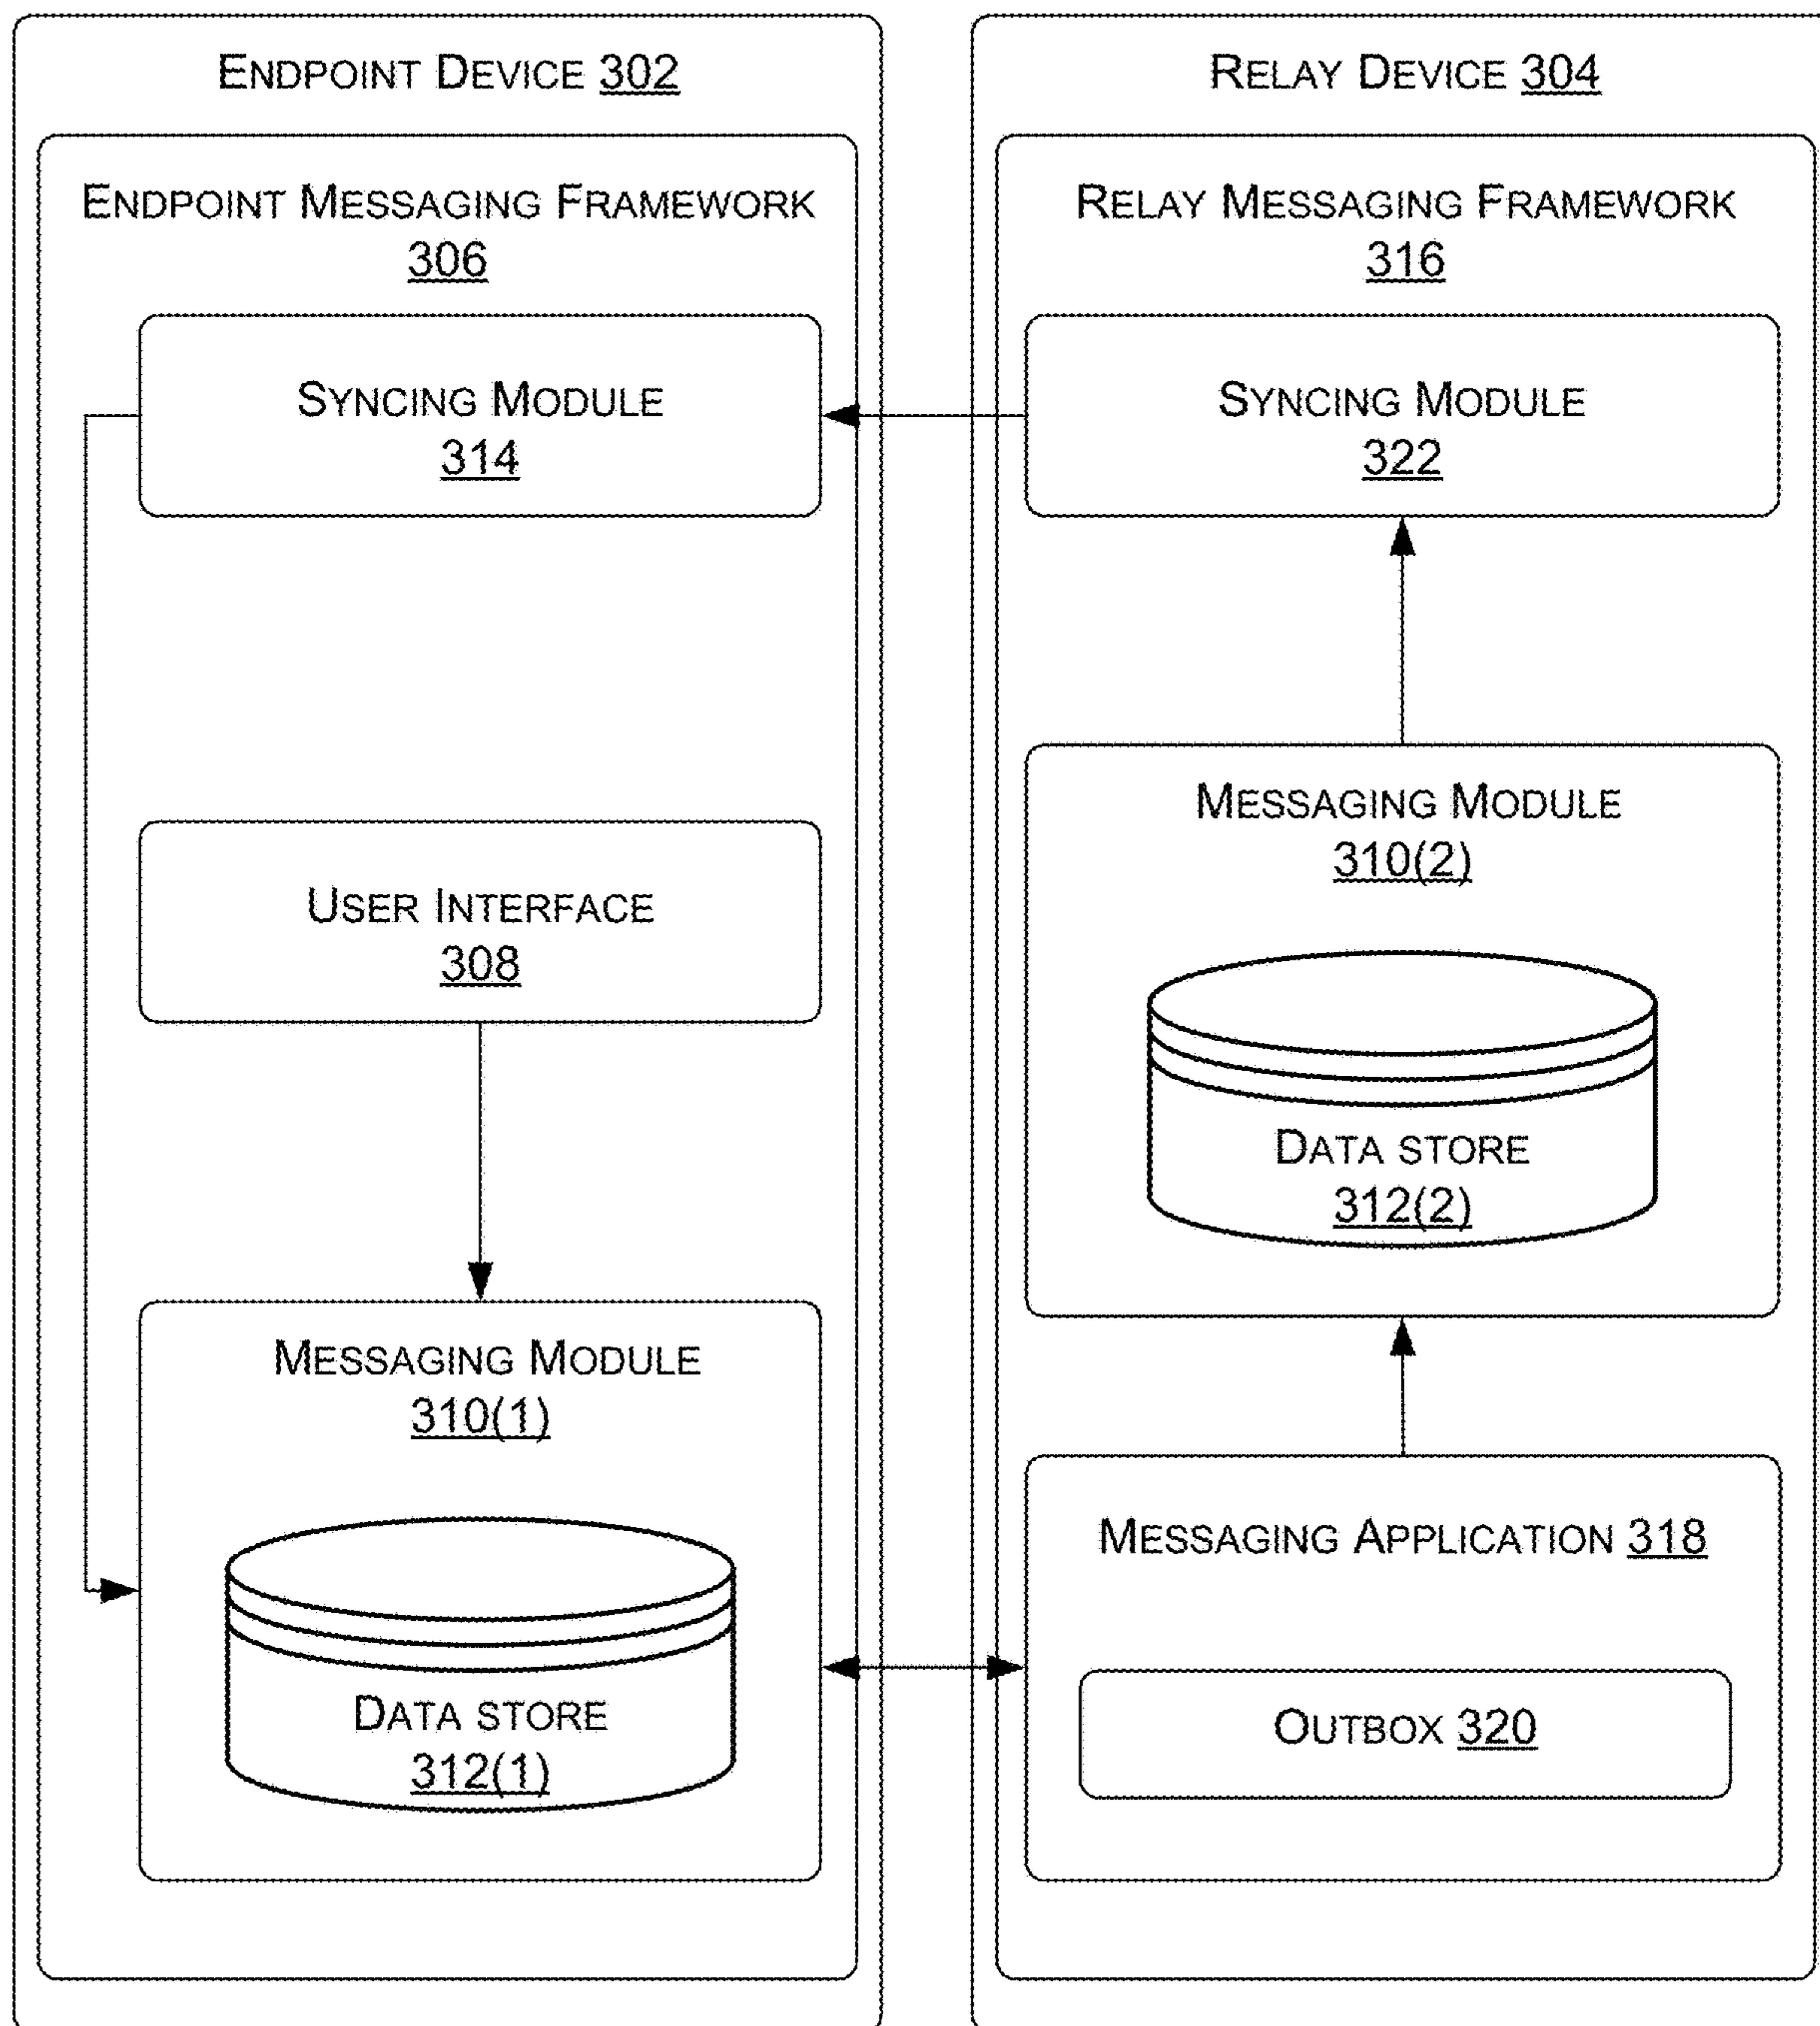 ENDPOINT DEVICE 302
ENDPOINT MESSAGING FRAMEWORK
306
SYNCING MODULE
314
USER INTERFACE
308
MESSAGING MODULE
310(1)
DATA STORE
312(1)
RELAY DEVICE 304
RELAY MESSAGING FRAMEWORK
316
SYNCING MODULE
322
MESSAGING MODULE
310(2)
DATA STORE
312(2)
MESSAGING APPLICATION 318
OUTBOX 320